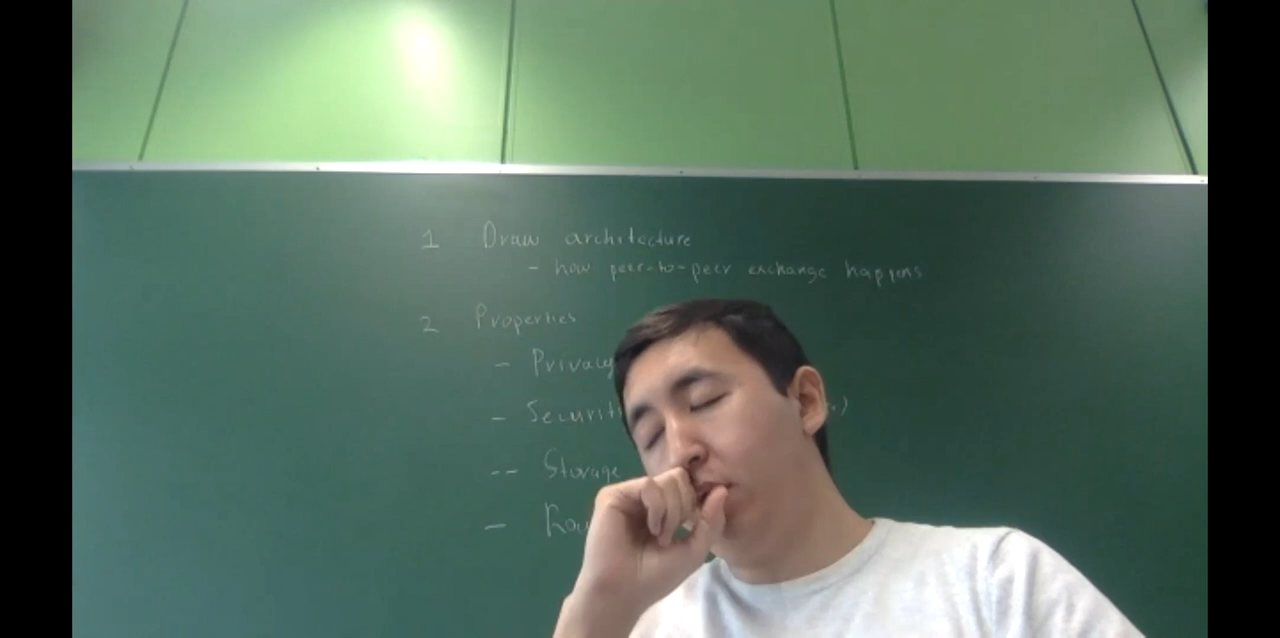 1 Draw architecture
- how peer-to-peer exchange happens
2 Properties
- Privacy
- Securit
-- Storage
-